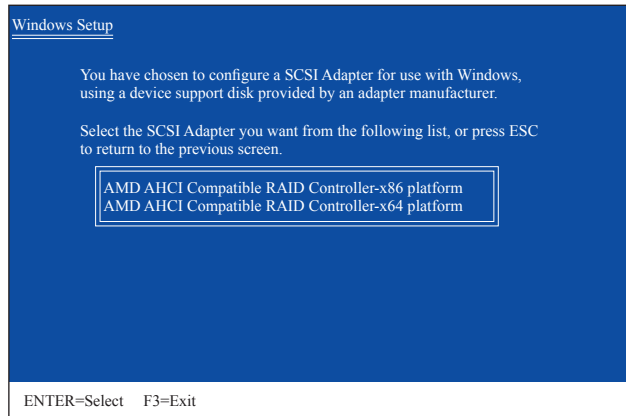 Windows Setup
You have chosen to configure a SCSI Adapter for use with Windows,
using a device support disk provided by an adapter manufacturer.
Select the SCSI Adapter you want from the following list, or press ESC
to return to the previous screen.
AMD AHCI Compatible RAID Controller-x86 platform
AMD AHCI Compatible RAID Controller-x64 platform
ENTER=Select F3=Exit